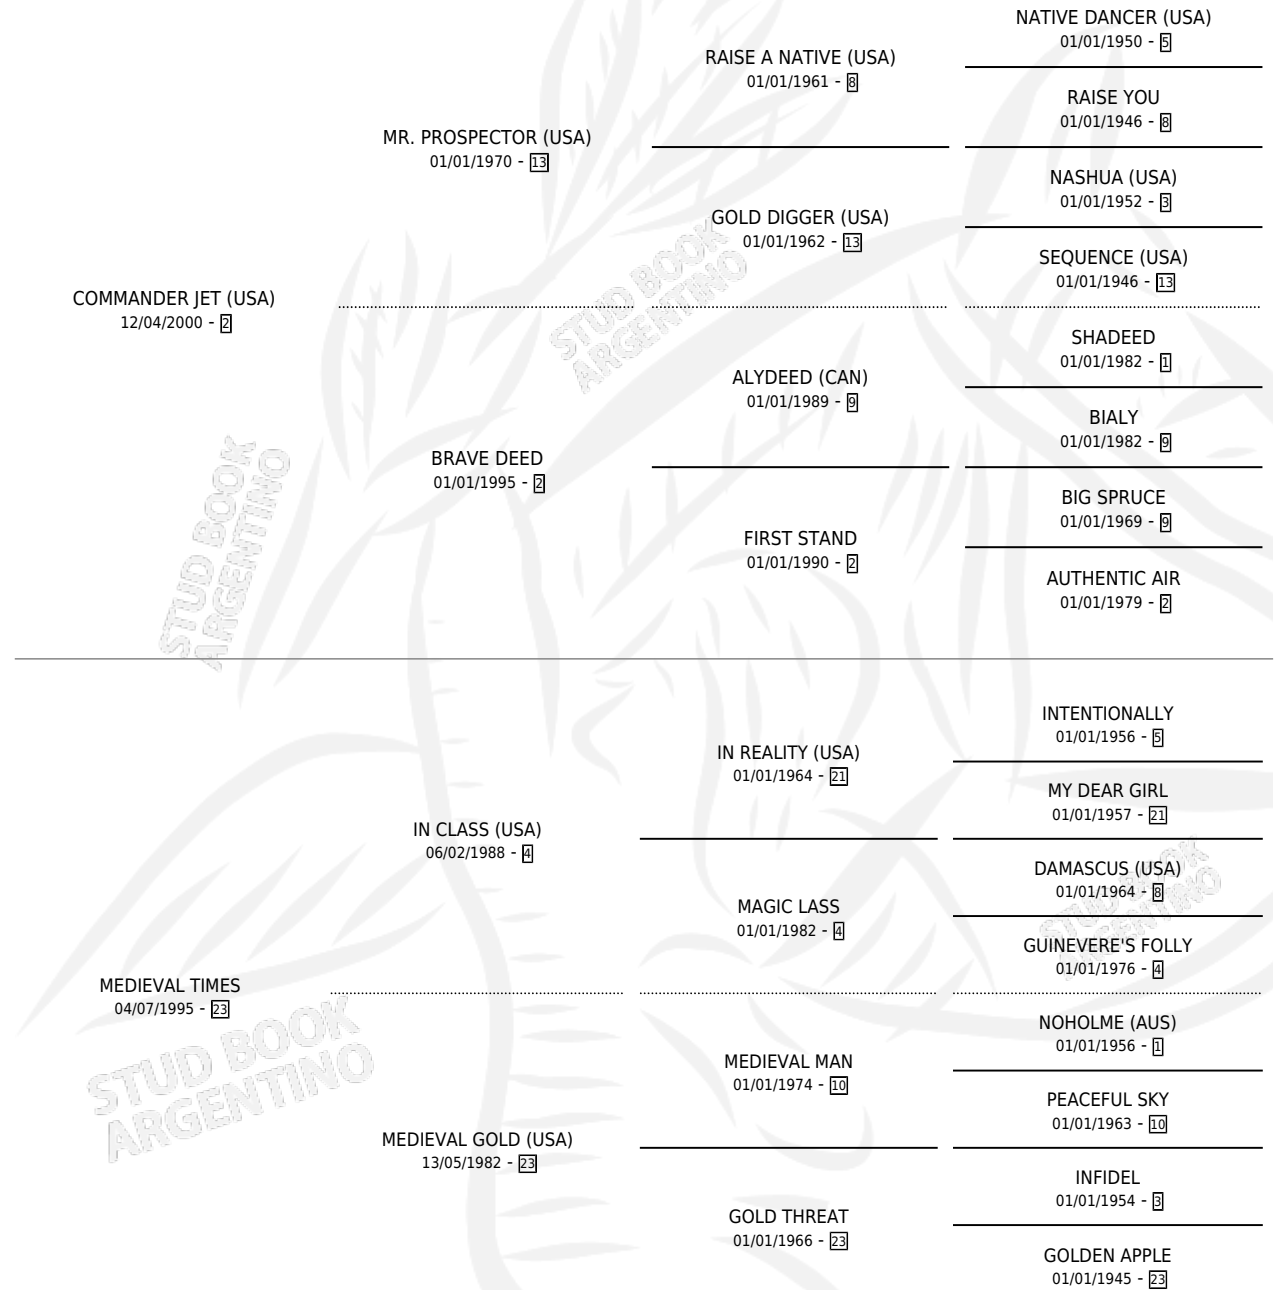 NATIVE DANCER (USA)
01/01/1950 - 5
RAISE A NATIVE (USA)
01/01/1961 - 8
RAISE YOU
01/01/1946 - 8
MR. PROSPECTOR (USA)
01/01/1970 - 13
NASHUA (USA)
01/01/1952 - 3
GOLD DIGGER (USA)
01/01/1962 - 13
SEQUENCE (USA)
01/01/1946 - 13
COMMANDER JET (USA)
12/04/2000 - 2
STUD BOOK
ARGENTINO
SHADEED
01/01/1982 - 1
ALYDEED (CAN)
01/01/1989 - 9
BIALY
01/01/1982 - 9
BRAVE DEED
01/01/1995 - 2
BIG SPRUCE
01/01/1969 - 9
FIRST STAND
01/01/1990 - 2
AUTHENTIC AIR
01/01/1979 - 2
STUD BOOK
ARGENTINO
INTENTIONALLY
01/01/1956 - 5
IN REALITY (USA)
01/01/1964 - 21
MY DEAR GIRL
01/01/1957 - 21
IN CLASS (USA)
06/02/1988 - 4
DAMASCUS (USA)
01/01/1964 - 8
MAGIC LASS
01/01/1982 - 4
STUD BOOK
ARGENTINO
GUINEVERE'S FOLLY
01/01/1976 - 4
MEDIEVAL TIMES
04/07/1995 - 23
NOHOLME (AUS)
01/01/1956 - 1
MEDIEVAL MAN
01/01/1974 - 10
PEACEFUL SKY
01/01/1963 - 10
STUD BOOK
ARGENTINO
MEDIEVAL GOLD (USA)
13/05/1982 - 23
INFIDEL
01/01/1954 - 3
GOLD THREAT
01/01/1966 - 23
GOLDEN APPLE
01/01/1945 - 23